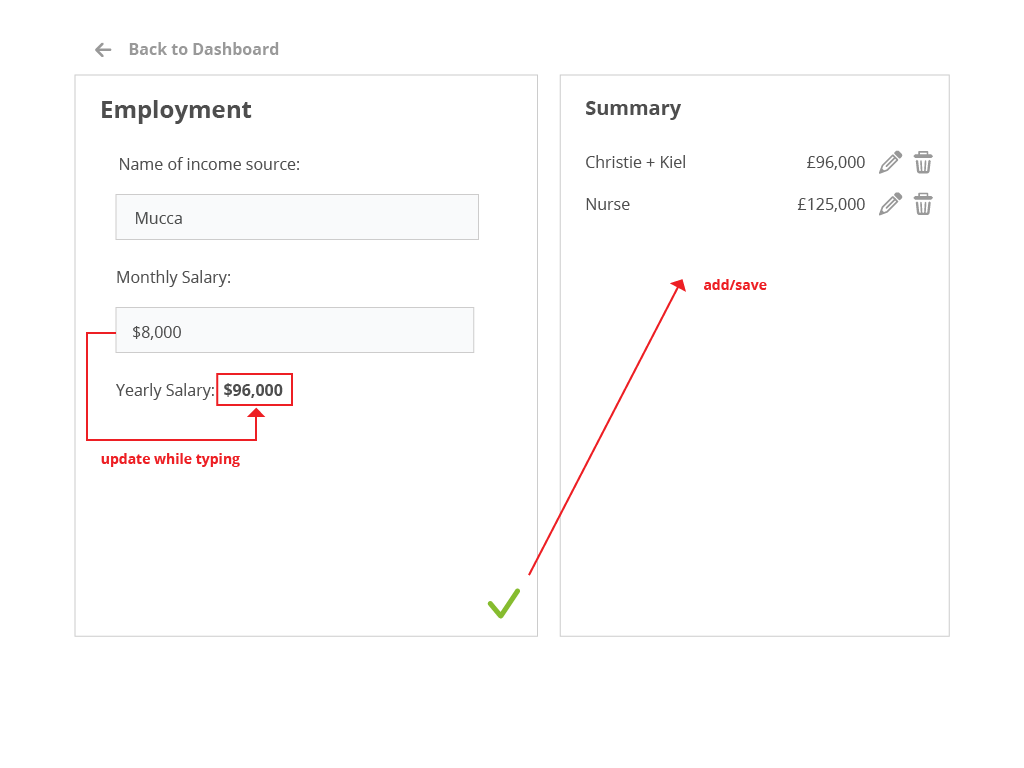 Back to Dashboard
Employment
Name of income source:
Mucca
Monthly Salary:
$8,000
Yearly Salary: $96,000
update while typing
Summary
Christie + Kiel £96,000
Nurse £125,000
add/save